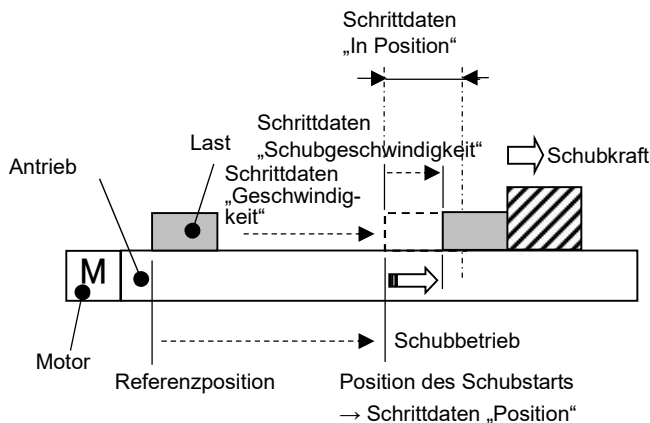 Schrittdaten
„In Position“
Schrittdaten
„Schubgeschwindigkeit“
Last
Schubkraft
Antrieb
Schrittdaten
„Geschwindig-
keit“
M
Motor
Schubbetrieb
Referenzposition
Position des Schubstarts
→ Schrittdaten „Position“